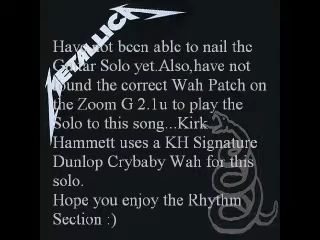 METALLICA
Have not been able to nail the
Guitar Solo yet.Also,have not
found the correct Wah Patch on
the Zoom G 2.1u to play the
Solo to this song...Kirk
Hammett uses a KH Signature
Dunlop Crybaby Wah for this
solo.
Hope you enjoy the Rhythm
Section :)